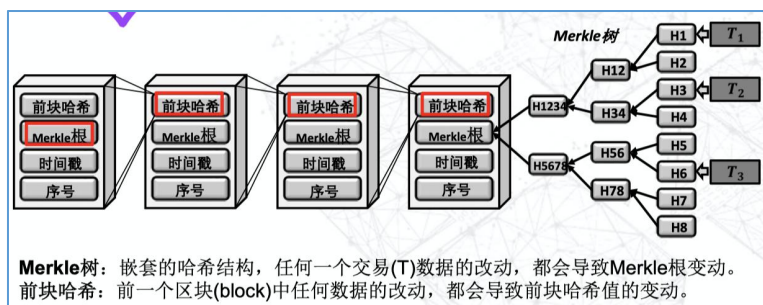 Merkle树
H1
T1
H12
H2
H3
T2
H1234
H34
H4
H5
H5678
H56
H6
T3
H78
H7
H8
前块哈希
Merkle根
时间戳
序号
前块哈希
Merkle根
时间戳
序号
前块哈希
Merkle根
时间戳
序号
前块哈希
Merkle根
时间戳
序号
Merkle树：嵌套的哈希结构，任何一个交易(T)数据的改动，都会导致Merkle根变动。
前块哈希：前一个区块(block)中任何数据的改动，都会导致前块哈希值的变动。